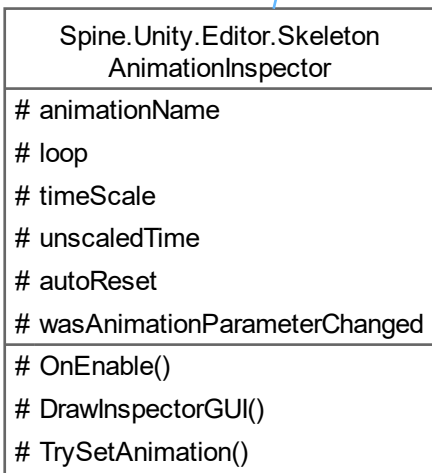 Spine.Unity.Editor.Skeleton
AnimationInspector
# animationName
# loop
# timeScale
# unscaledTime
# autoReset
# wasAnimationParameterChanged
# OnEnable()
# DrawInspectorGUI()
# TrySetAnimation()